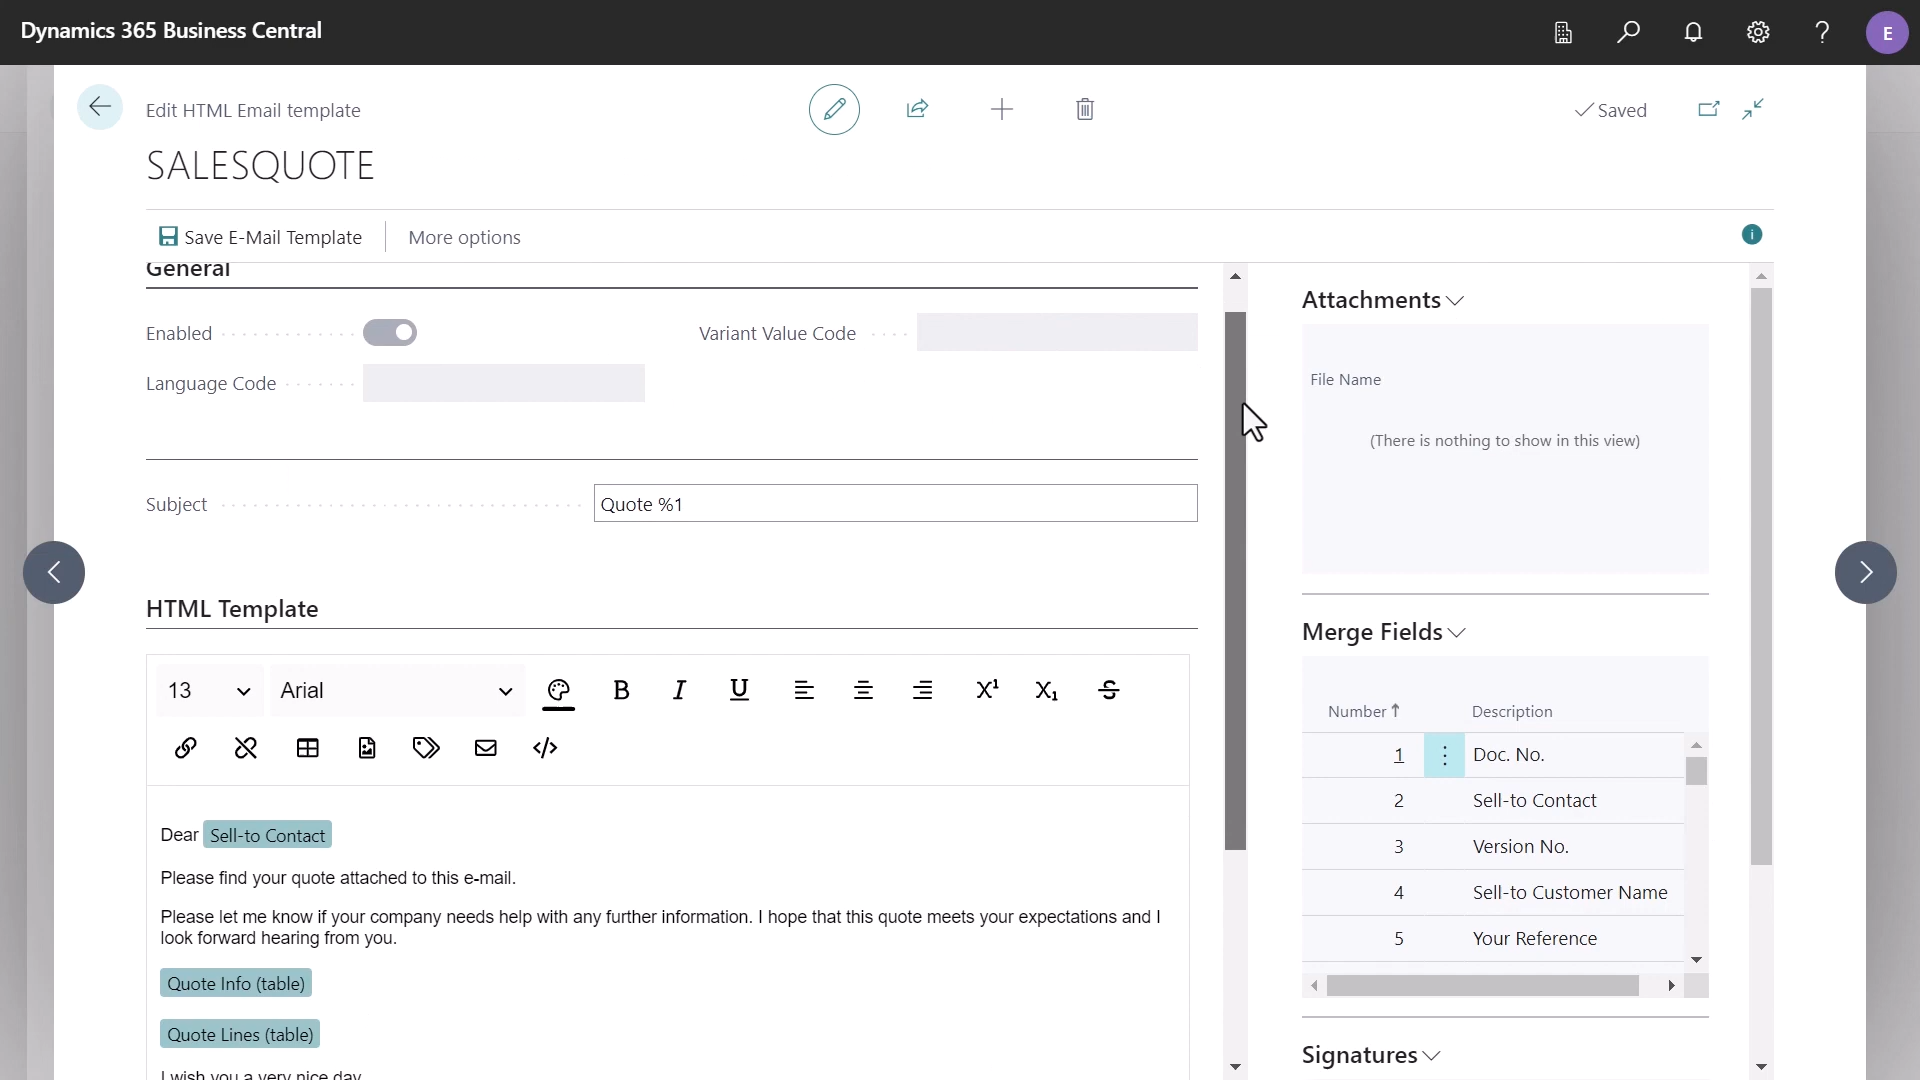 Dynamics 365 Business Central
E
Edit HTML Email template
Saved
SALESQUOTE
Save E-Mail Template
More options
General
Enabled
Variant Value Code
Language Code
Subject
Quote %1
HTML Template
13
Arial
Dear Sell-to Contact
Please find your quote attached to this e-mail.
Please let me know if your company needs help with any further information. I hope that this quote meets your expectations and I
look forward hearing from you.
Quote Info (table)
Quote Lines (table)
I wish you a very nice day
Attachments
File Name
(There is nothing to show in this view)
Merge Fields
Number Description
1 Doc. No.
2 Sell-to Contact
3 Version No.
4 Sell-to Customer Name
5 Your Reference
Signatures